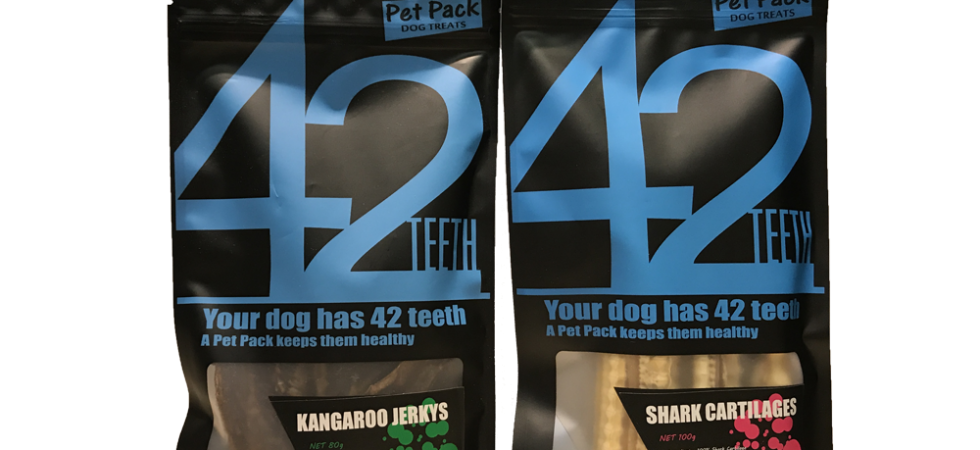 Pet Pack
DOG TREATS
42
TEETH
Your dog has 42 teeth
A Pet Pack keeps them healthy
KANGAROO JERKYS
NET 80g
Pet Pack
DOG TREATS
42
TEETH
Your dog has 42 teeth
A Pet Pack keeps them healthy
SHARK CARTILAGES
NET 100g